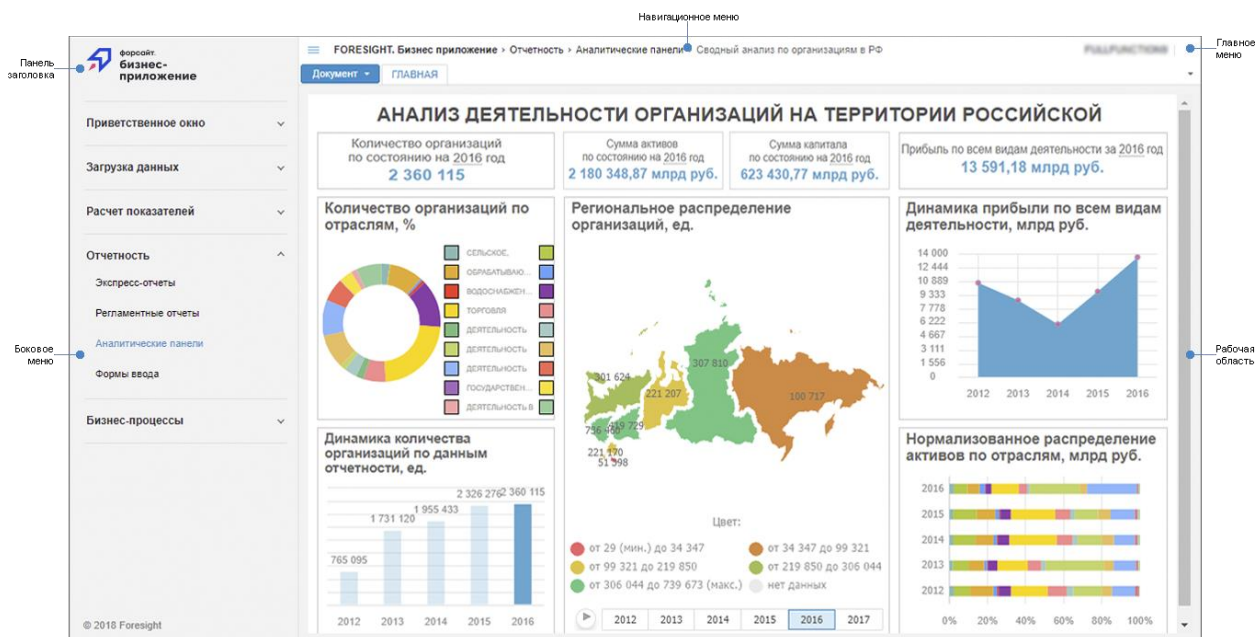 Навигационное меню
Панель
заголовка
форсайт.
бизнес-
приложение
FORESIGHT. Бизнес приложение › Отчетность › Аналитические панели › Сводный анализ по организациям в РФ
Главное
меню
Документ
ГЛАВНАЯ
Приветственное окно
Загрузка данных
Расчет показателей
Отчетность
Экспресс-отчеты
Регламентные отчеты
Аналитические панели
Формы ввода
Бизнес-процессы
Боковое
меню
Рабочая
область
© 2018 Foresight
АНАЛИЗ ДЕЯТЕЛЬНОСТИ ОРГАНИЗАЦИЙ НА ТЕРРИТОРИИ РОССИЙСКОЙ
Количество организаций
по состоянию на 2016 год
2 360 115
Сумма активов
по состоянию на 2016 год
2 180 348,87 млрд руб.
Сумма капитала
по состоянию на 2016 год
623 430,77 млрд руб.
Прибыль по всем видам деятельности за 2016 год
13 591,18 млрд руб.
Количество организаций по
отраслям, %
СЕЛЬСКОЕ,
ОБРАБАТЫВАЮ...
ВОДОСНАБЖЕН...
ТОРГОВЛЯ
ДЕЯТЕЛЬНОСТЬ
ДЕЯТЕЛЬНОСТЬ
ДЕЯТЕЛЬНОСТЬ
ГОСУДАРСТВЕН...
ДЕЯТЕЛЬНОСТЬ В
Региональное распределение
организаций, ед.
307 810
301 624
221 207
100 717
729
221 170
51 398
Цвет:
от 29 (мин.) до 34 347
от 34 347 до 99 321
от 99 321 до 219 850
от 219 850 до 306 044
от 306 044 до 739 673 (макс.)
нет данных
2012 2013 2014 2015 2016 2017
Динамика прибыли по всем видам
деятельности, млрд руб.
14 000
12 444
10 889
9 333
7 778
6 222
4 667
3 111
1 556
0
2012 2013 2014 2015 2016
Динамика количества
организаций по данным
отчетности, ед.
2 326 276 2 360 115
1 955 433
1 731 120
765 095
2012 2013 2014 2015 2016
Нормализованное распределение
активов по отраслям, млрд руб.
2016
2015
2014
2013
2012
0% 20% 40% 60% 80% 100%